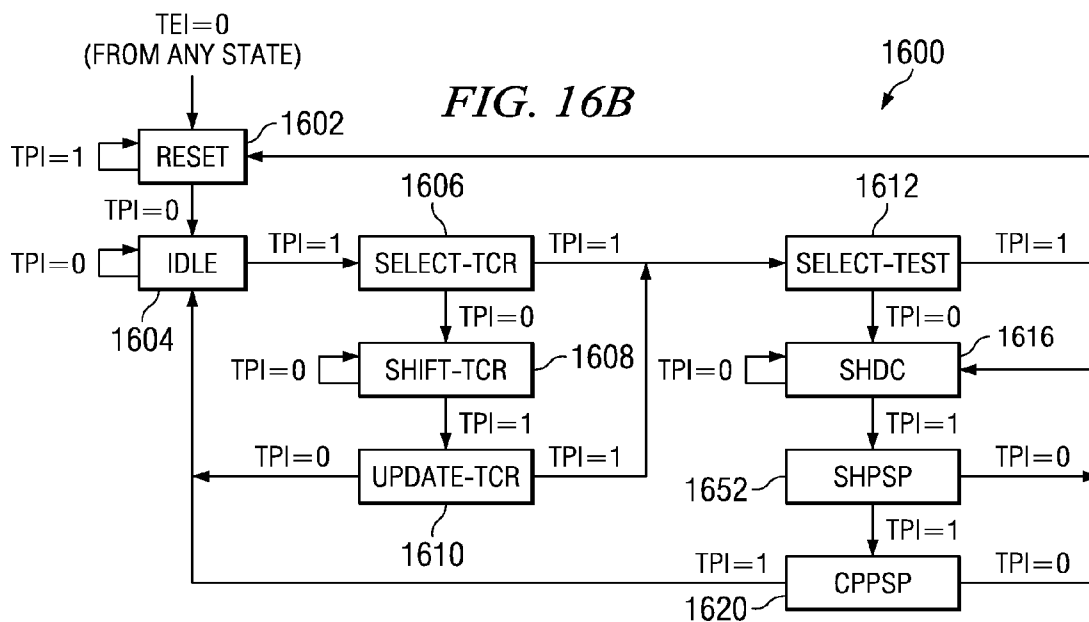 TEI=0
(FROM ANY STATE)
FIG. 16B
1600
1602
TPI=1
RESET
TPI=0
1606
1612
TPI=0
IDLE
TPI=1
SELECT-TCR
TPI=1
SELECT-TEST
TPI=1
1604
TPI=0
TPI=0
TPI=0
SHIFT-TCR
1608
TPI=0
SHDC
1616
TPI=1
TPI=1
TPI=0
UPDATE-TCR
TPI=1
1652
SHPSP
TPI=0
1610
TPI=1
TPI=1
CPPSP
TPI=0
1620